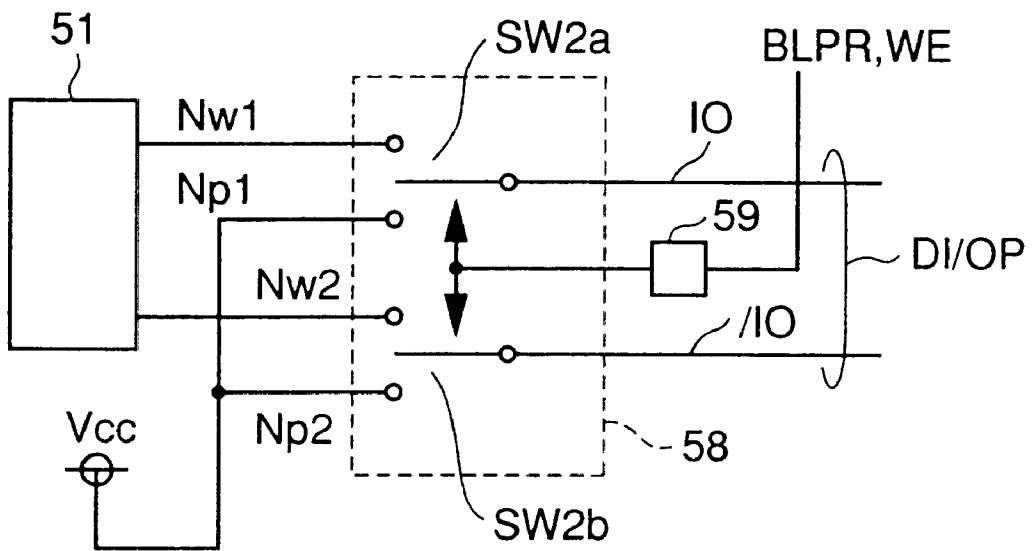 51
SW2a
BLPR,WE
Nw1
IO
Np1
59
DI/OP
Nw2
/IO
Vcc
Np2
58
SW2b